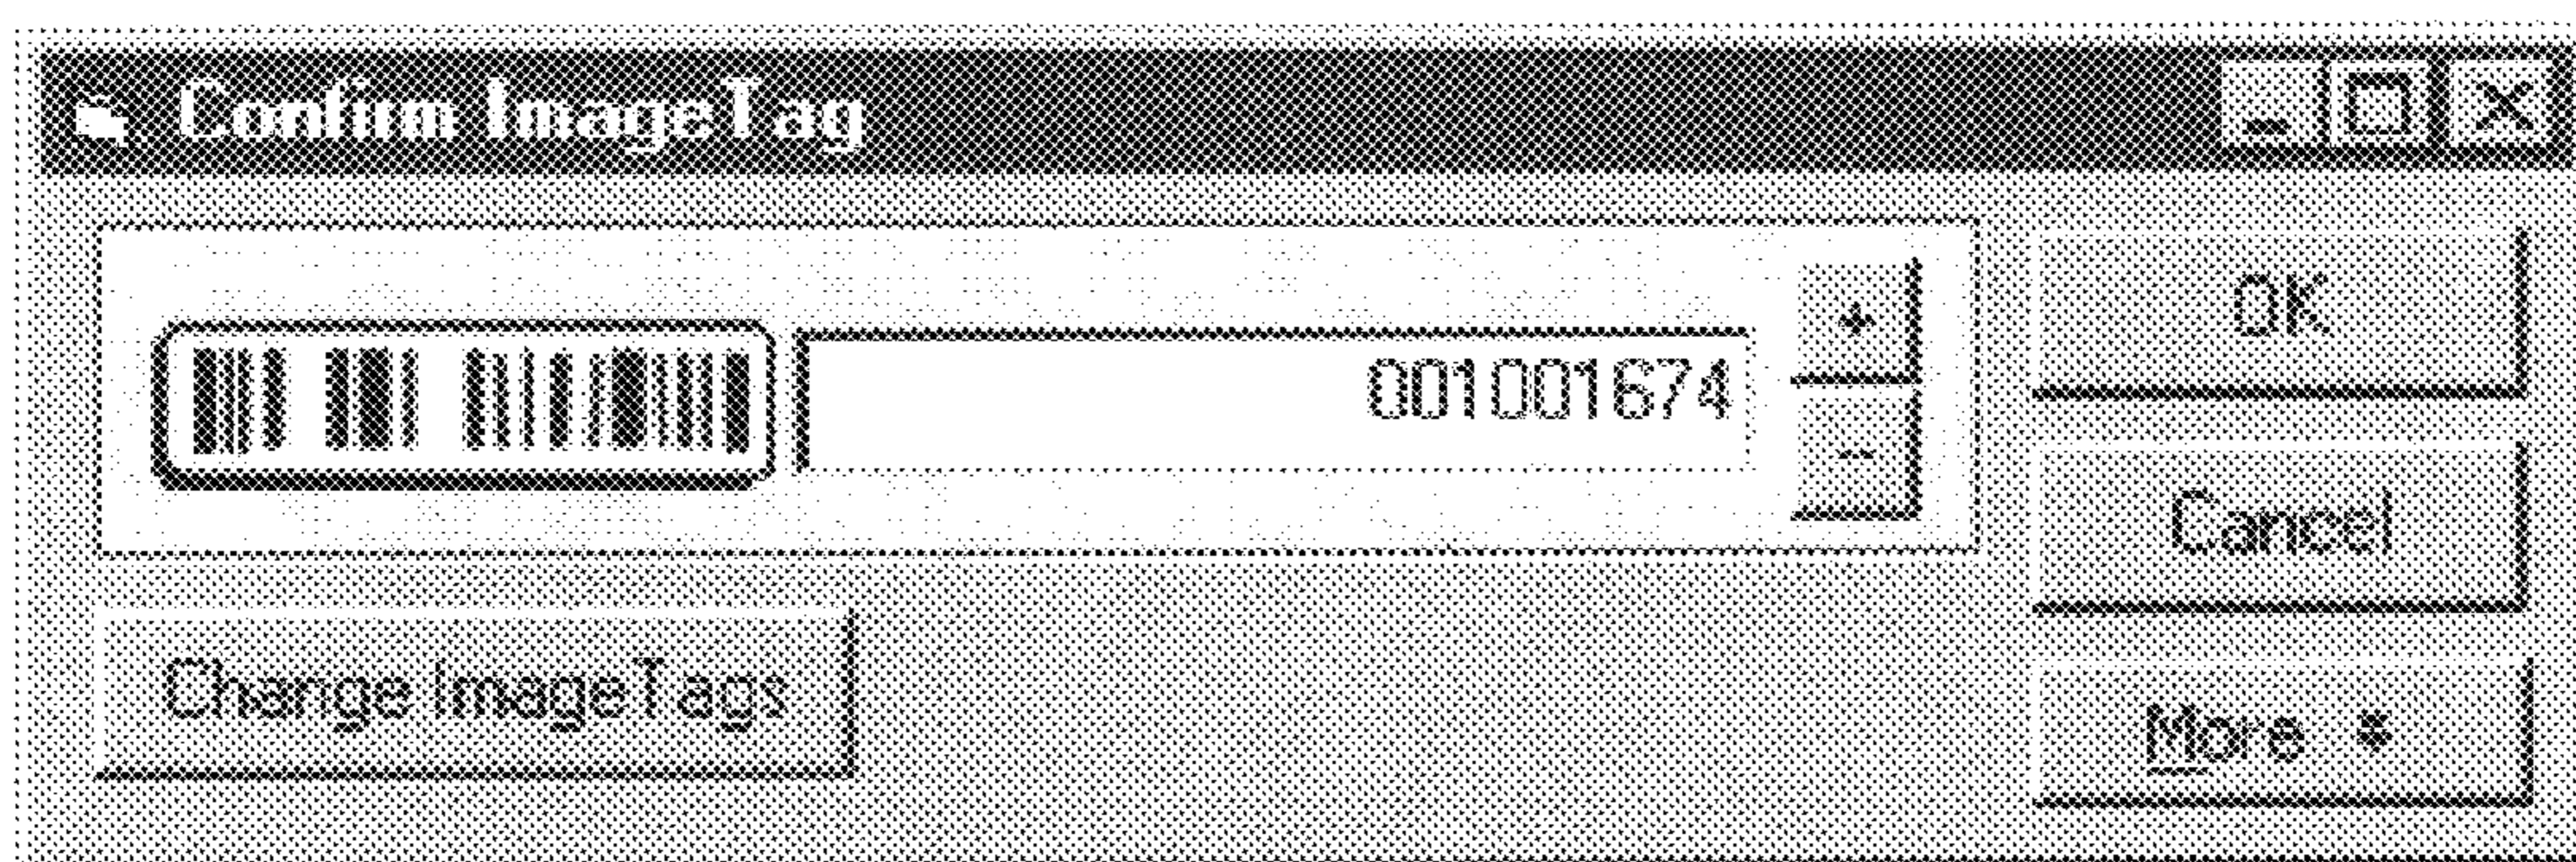 Confirm ImageTag
001001674
+
-
OK
Cancel
Change ImageTags
More